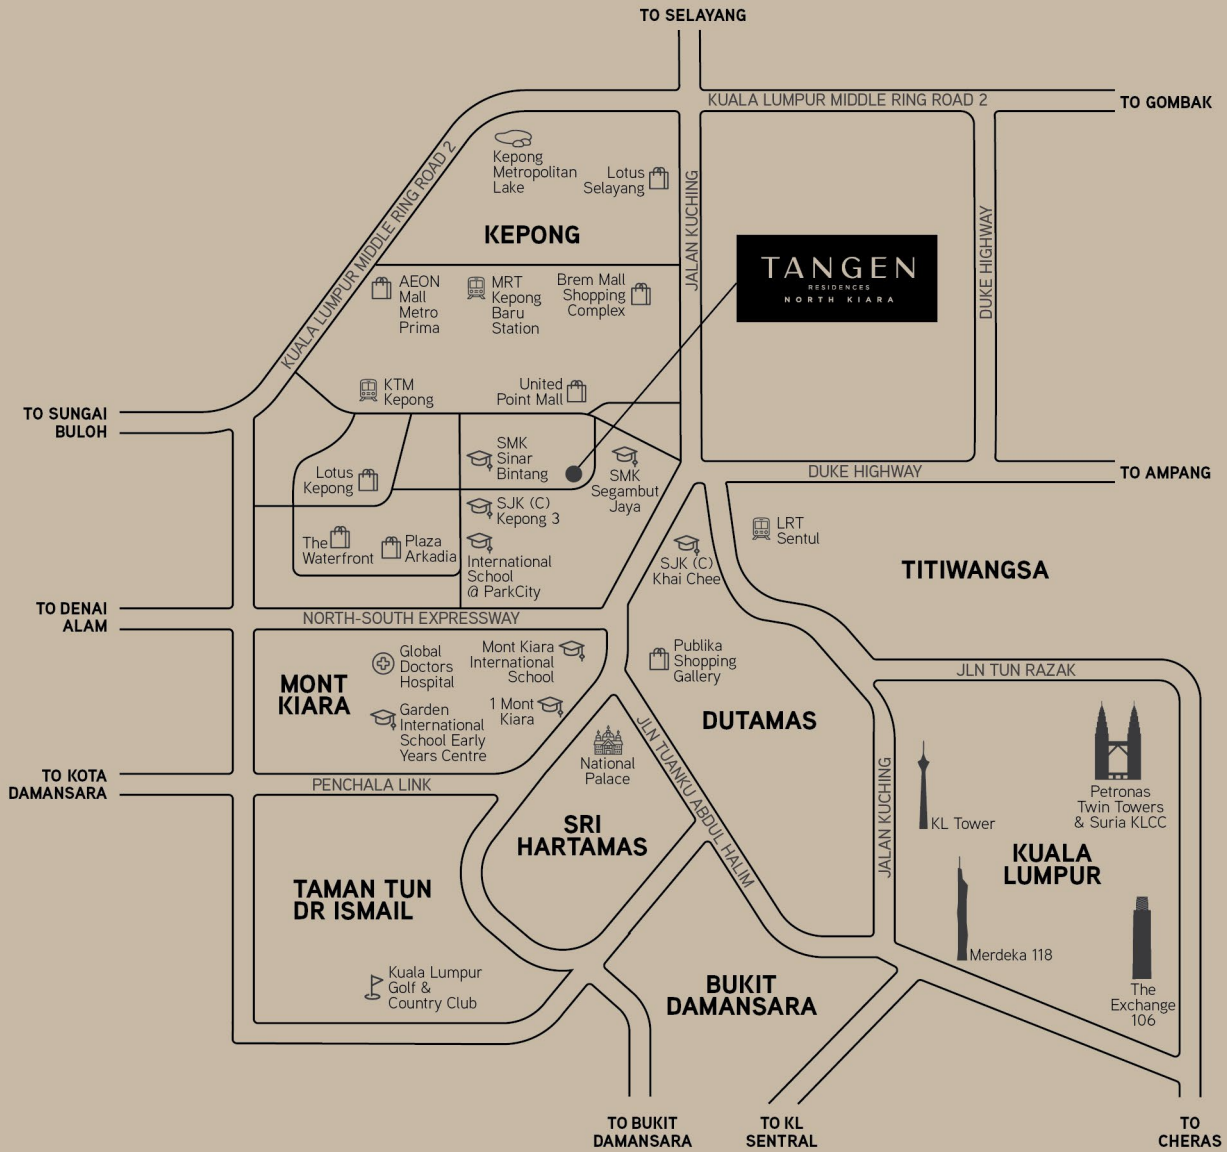 TO SELAYANG
KUALA LUMPUR MIDDLE RING ROAD 2
TO GOMBAK
KUALA LUMPUR MIDDLE RING ROAD 2
Kepong
Metropolitan
Lake
Lotus
Selayang
JALAN KUCHING
DUKE HIGHWAY
KEPONG
TANGEN
RESIDENCES
NORTH KIARA
AEON
Mall
Metro
Prima
MRT
Kepong
Baru
Station
Brem Mall
Shopping
Complex
KTM
Kepong
United
Point Mall
TO SUNGAI
BULOH
Lotus
Kepong
SMK
Sinar
Bintang
SMK
Segambut
Jaya
DUKE HIGHWAY
TO AMPANG
SJK (C)
Kepong 3
The
Waterfront
Plaza
Arkadia
International
School
@ ParkCity
LRT
Sentul
SJK (C)
Khai Chee
TITIWANGSA
TO DENAI
ALAM
NORTH-SOUTH EXPRESSWAY
Global
Doctors
Hospital
Mont Kiara
International
School
MONT
KIARA
Garden
International
School Early
Years Centre
1 Mont
Kiara
Publika
Shopping
Gallery
JLN TUN RAZAK
DUTAMAS
JLN TUANKU ABDUL HALIM
National
Palace
TO KOTA
DAMANSARA
PENCHALA LINK
JALAN KUCHING
KL Tower
Petronas
Twin Towers
& Suria KLCC
SRI
HARTAMAS
KUALA
LUMPUR
TAMAN TUN
DR ISMAIL
Merdeka 118
Kuala Lumpur
Golf &
Country Club
BUKIT
DAMANSARA
The
Exchange
106
TO BUKIT
DAMANSARA
TO KL
SENTRAL
TO
CHERAS